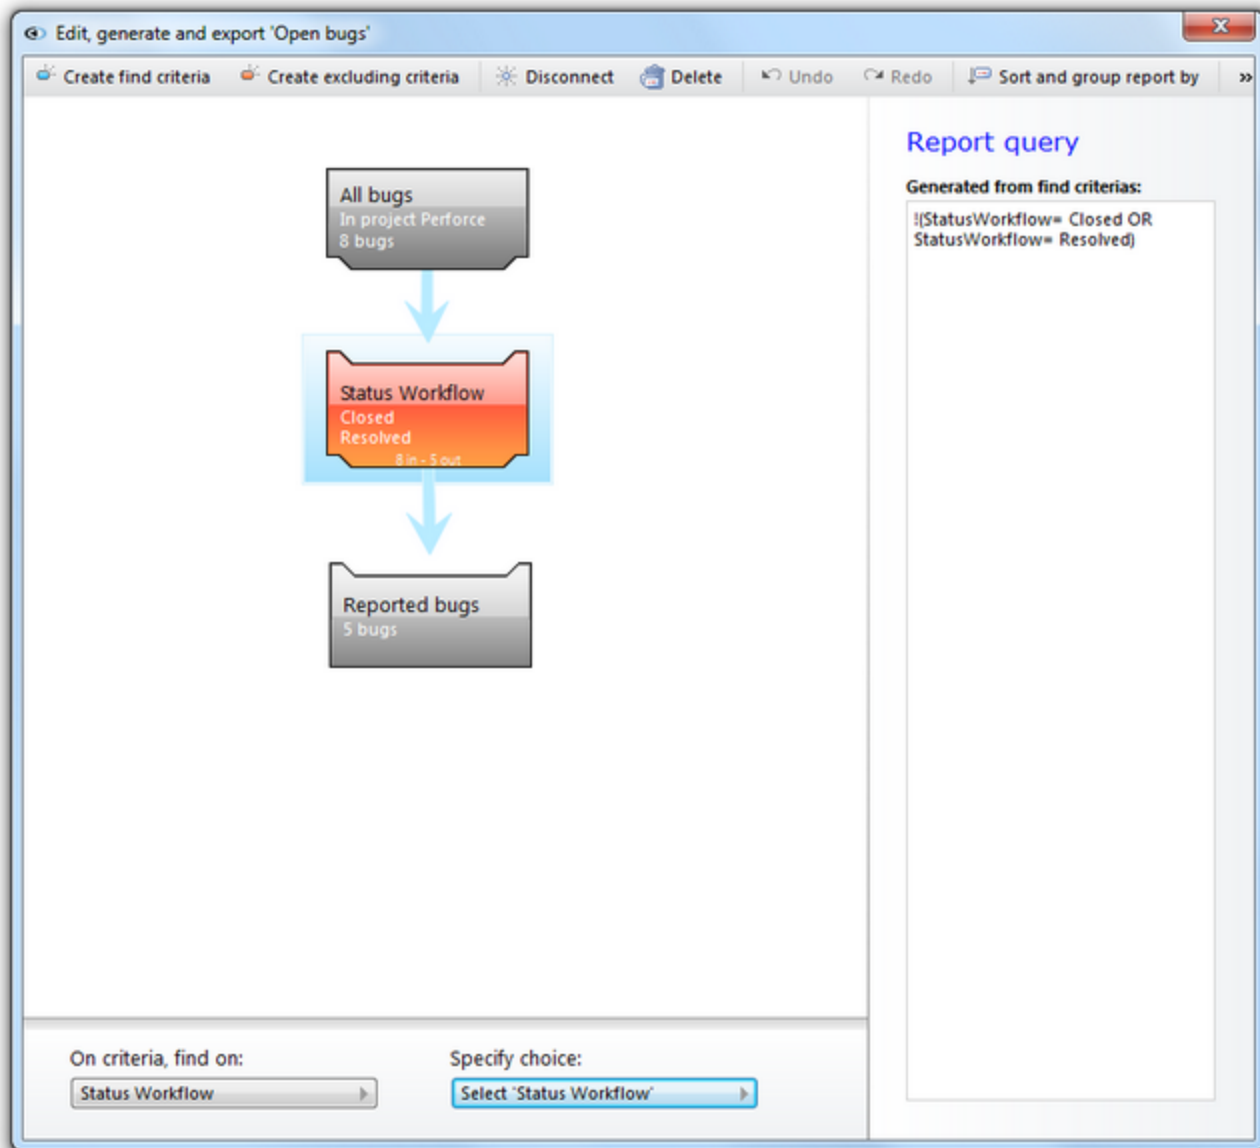 Edit, generate and export 'Open bugs'
Create find criteria Create excluding criteria Disconnect Delete Undo Redo Sort and group report by »
All bugs
In project Perforce
8 bugs
Status Workflow
Closed
Resolved
8 in - 5 out
Reported bugs
5 bugs
On criteria, find on:
Status Workflow
Specify choice:
Select 'Status Workflow'
Report query
Generated from find criterias:
!(StatusWorkflow= Closed OR
StatusWorkflow= Resolved)